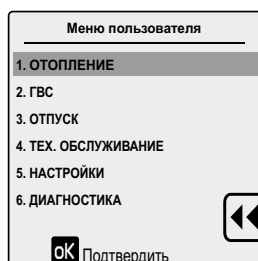 Меню пользователя
1. ОТОПЛЕНИЕ
2. ГВС
3. ОТПУСК
4. ТЕХ. ОБСЛУЖИВАНИЕ
5. НАСТРОЙКИ
6. ДИАГНОСТИКА
oK Подтвердить